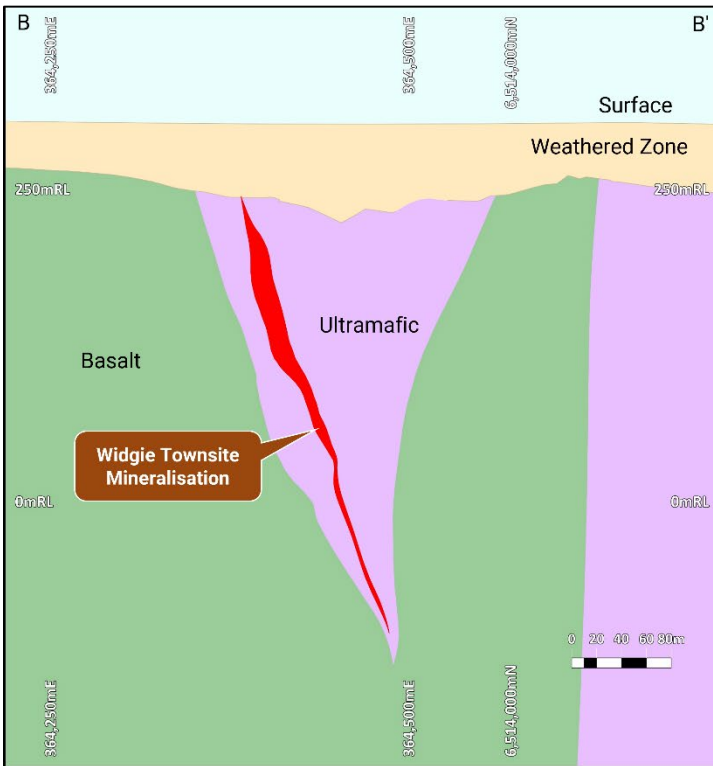 B
B'
364,250mE
364,500mE
6,514,000mN
Surface
Weathered Zone
250mRL
250mRL
Ultramafic
Basalt
Widgie Townsite
Mineralisation
0mRL
0mRL
0 20 40 60 80m
364,250mE
364,500mE
6,514,000mN